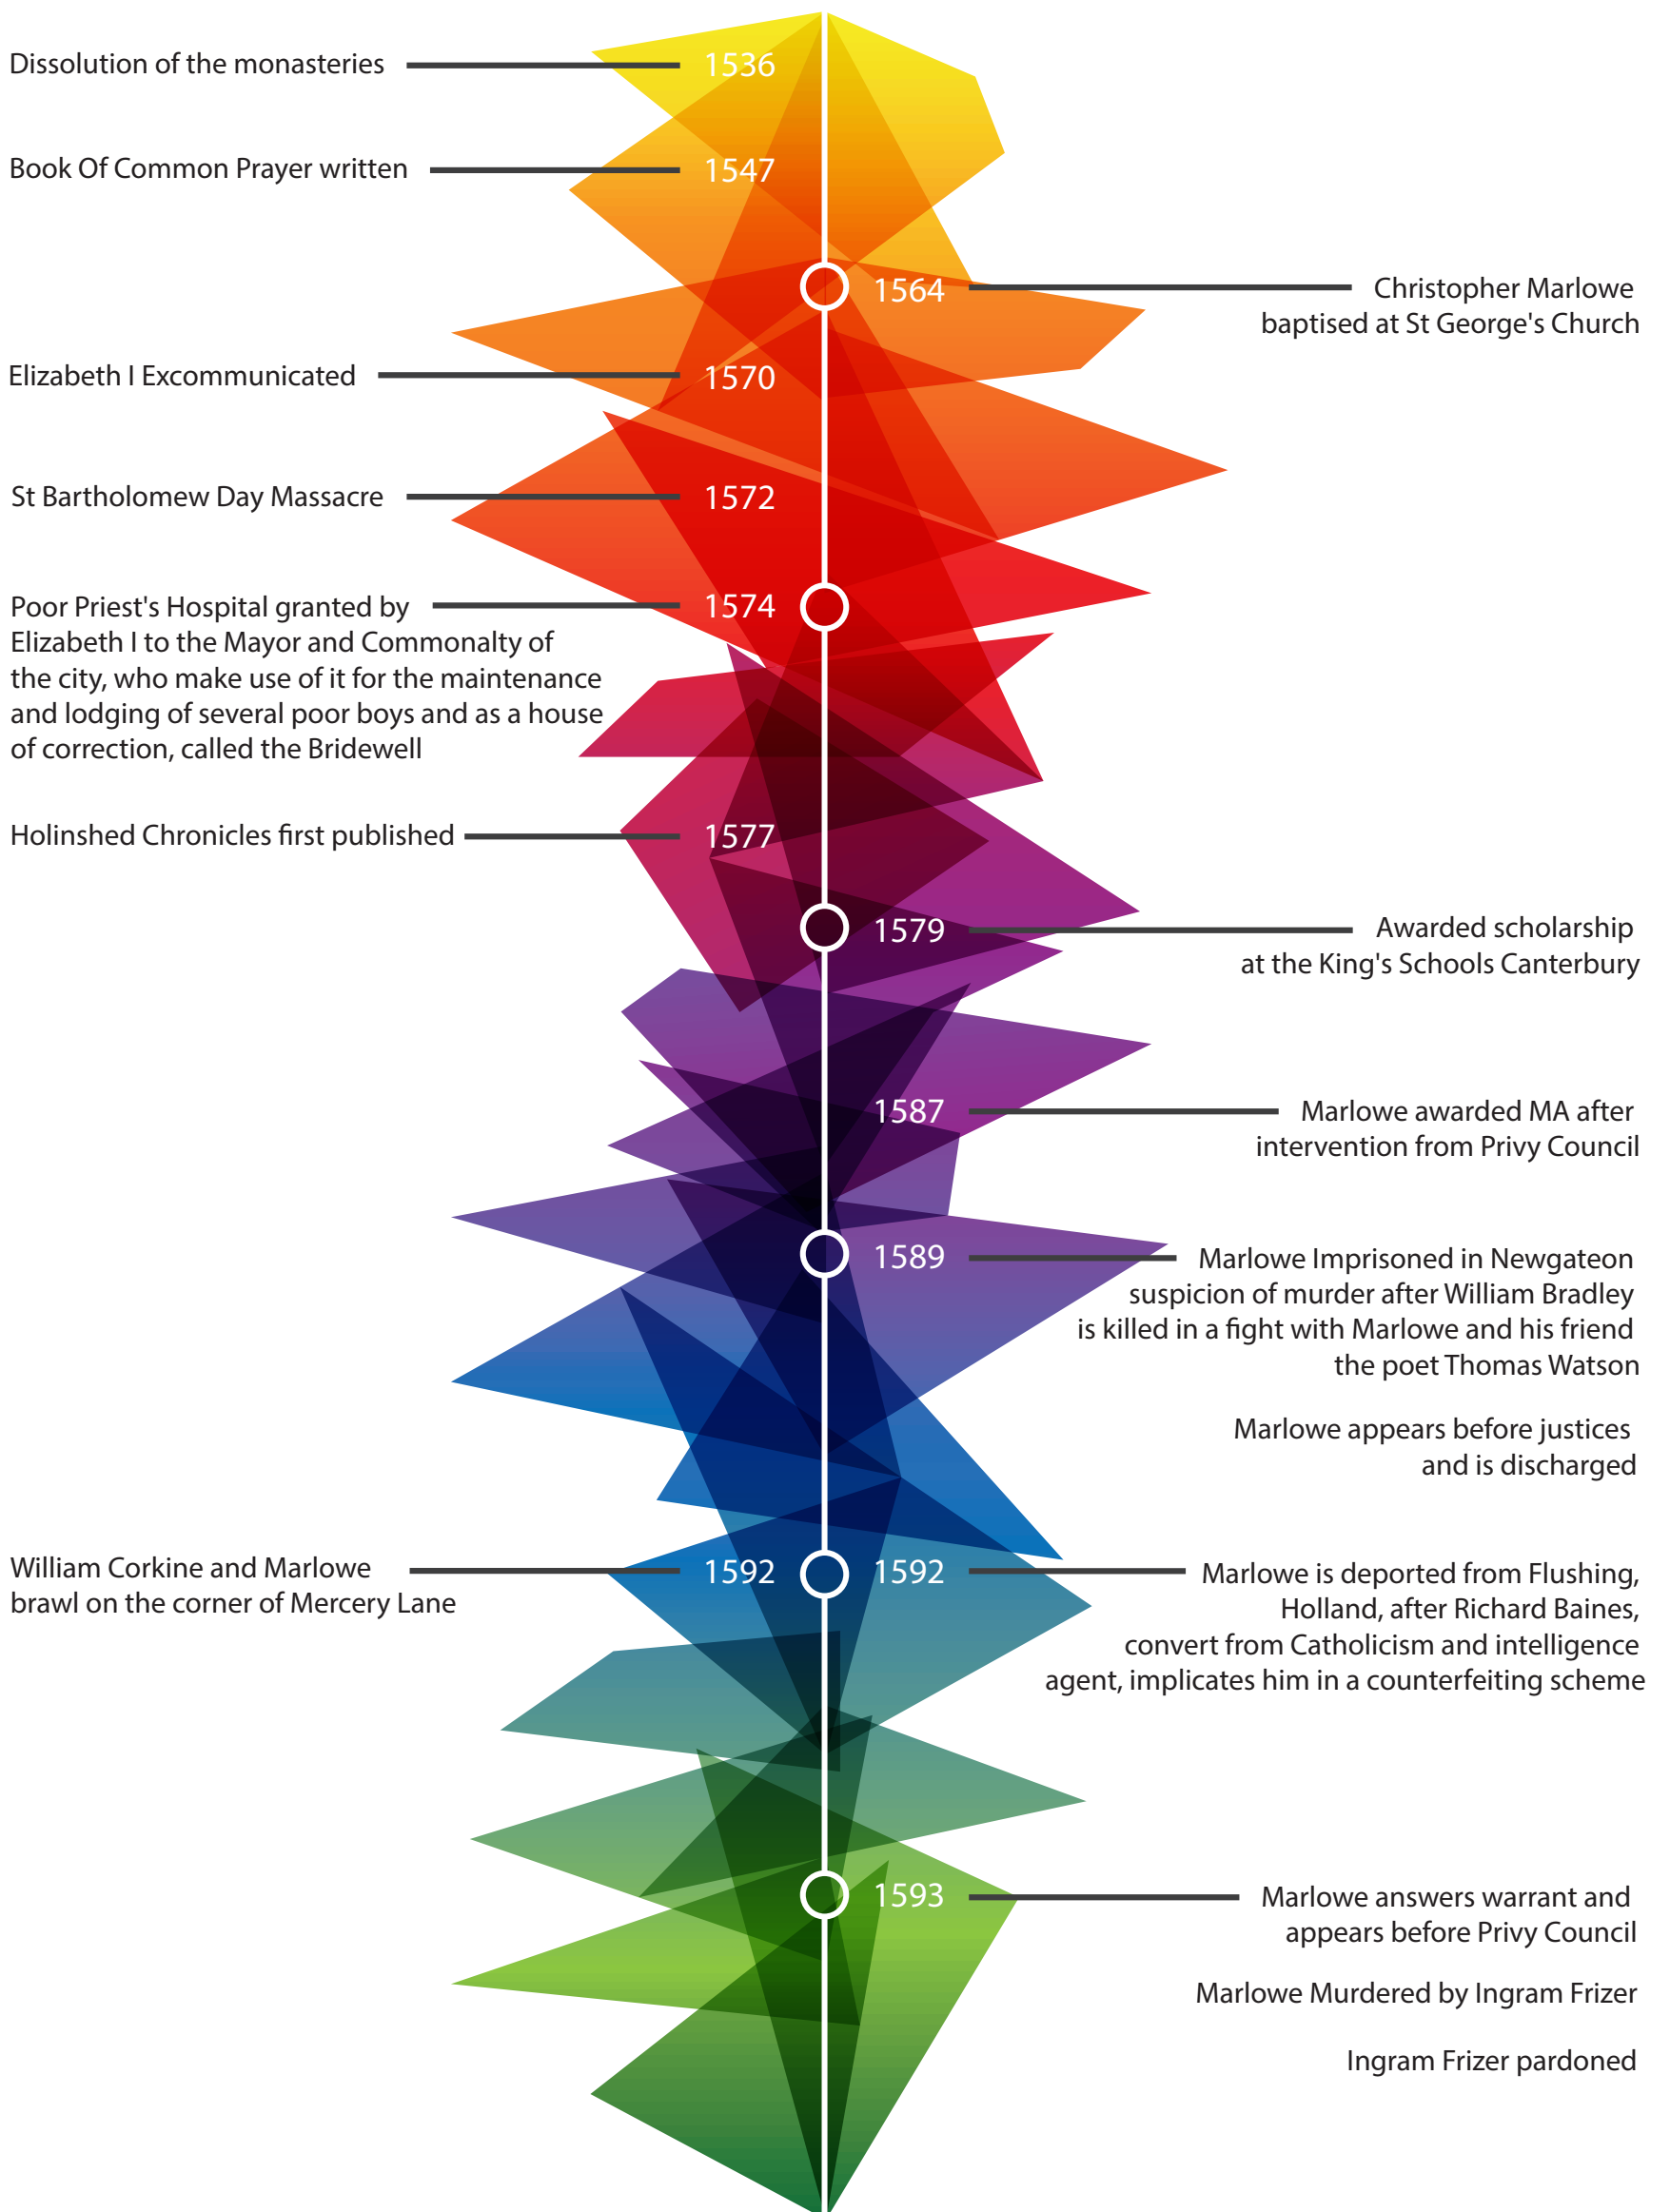 Dissolution of the monasteries
1536
Book Of Common Prayer written
1547
1564
Christopher Marlowe
baptised at St George's Church
Elizabeth I Excommunicated
1570
St Bartholomew Day Massacre
1572
Poor Priest's Hospital granted by
Elizabeth I to the Mayor and Commonalty of
the city, who make use of it for the maintenance
and lodging of several poor boys and as a house
of correction, called the Bridewell
1574
Holinshed Chronicles first published
1577
1579
Awarded scholarship
at the King's Schools Canterbury
1587
Marlowe awarded MA after
intervention from Privy Council
1589
Marlowe Imprisoned in Newgateon
suspicion of murder after William Bradley
is killed in a fight with Marlowe and his friend
the poet Thomas Watson
Marlowe appears before justices
and is discharged
William Corkine and Marlowe
brawl on the corner of Mercery Lane
1592
1592
Marlowe is deported from Flushing,
Holland, after Richard Baines,
convert from Catholicism and intelligence
agent, implicates him in a counterfeiting scheme
1593
Marlowe answers warrant and
appears before Privy Council
Marlowe Murdered by Ingram Frizer
Ingram Frizer pardoned